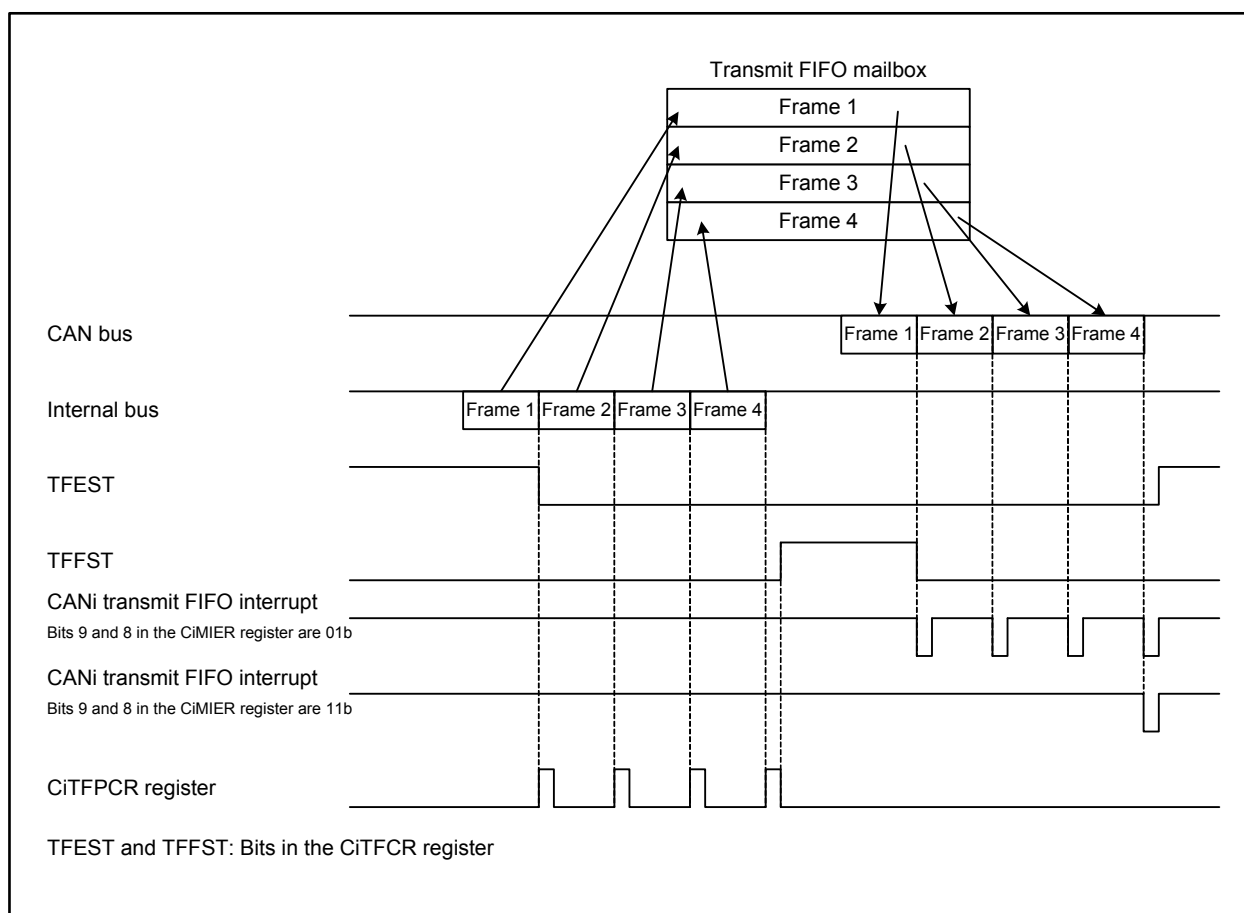 Transmit FIFO mailbox
Frame 1
Frame 2
Frame 3
Frame 4
CAN bus
Frame 1 Frame 2 Frame 3 Frame 4
Internal bus
Frame 1 Frame 2 Frame 3 Frame 4
TFEST
TFFST
CANi transmit FIFO interrupt
Bits 9 and 8 in the CiMIER register are 01b
CANi transmit FIFO interrupt
Bits 9 and 8 in the CiMIER register are 11b
CiTFPCR register
TFEST and TFFST: Bits in the CiTFCR register